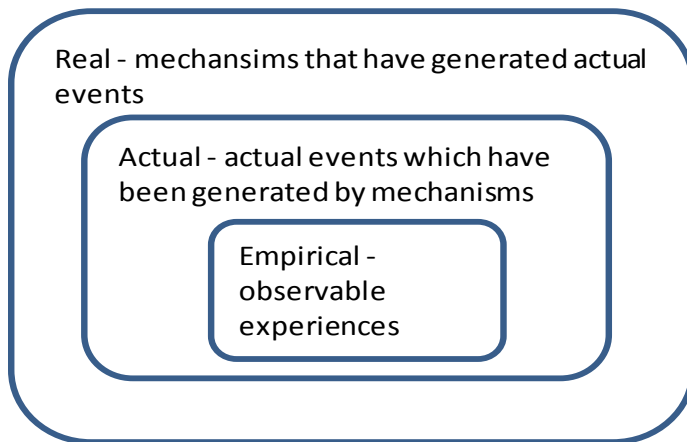 Real - mechansims that have generated actual
events
Actual - actual events which have
been generated by mechanisms
Empirical -
observable
experiences